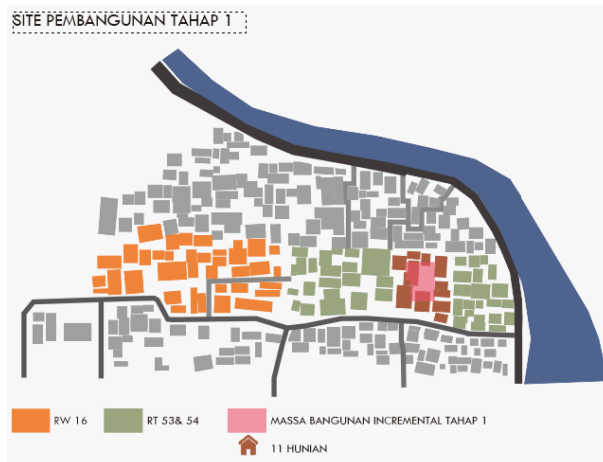 SITE PEMBANGUNAN TAHAP 1
RW 16
RT 53& 54
MASSA BANGUNAN INCREMENTAL TAHAP 1
11 HUNIAN